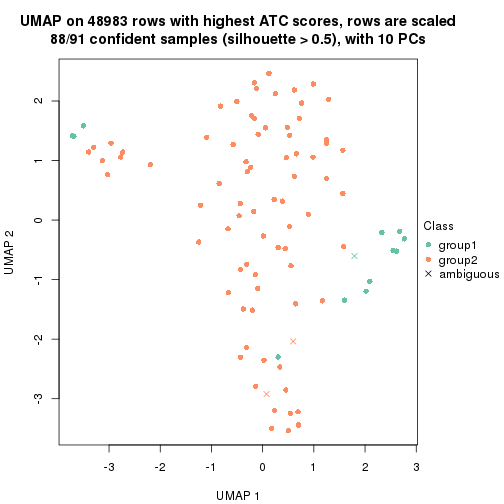 UMAP on 48983 rows with highest ATC scores, rows are scaled
88/91 confident samples (silhouette > 0.5), with 10 PCs
2
1
0
-1
-2
-3
UMAP 2
-3
-2
-1
0
1
2
3
UMAP 1
Class
group1
group2
ambiguous